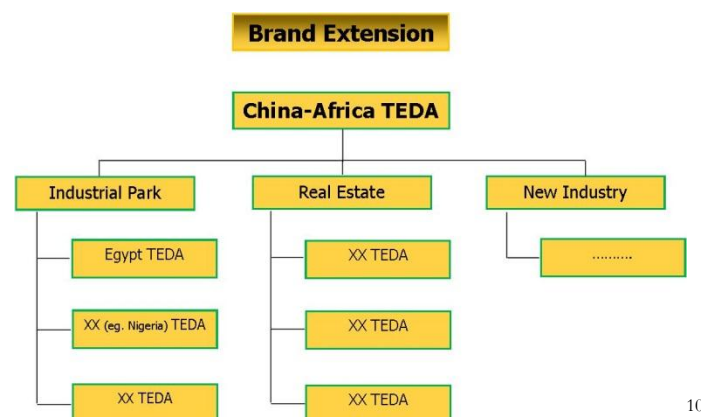 Brand Extension
China-Africa TEDA
Industrial Park
Real Estate
New Industry
Egypt TEDA
XX TEDA
..........
XX (eg. Nigeria) TEDA
XX TEDA
XX TEDA
XX TEDA
10